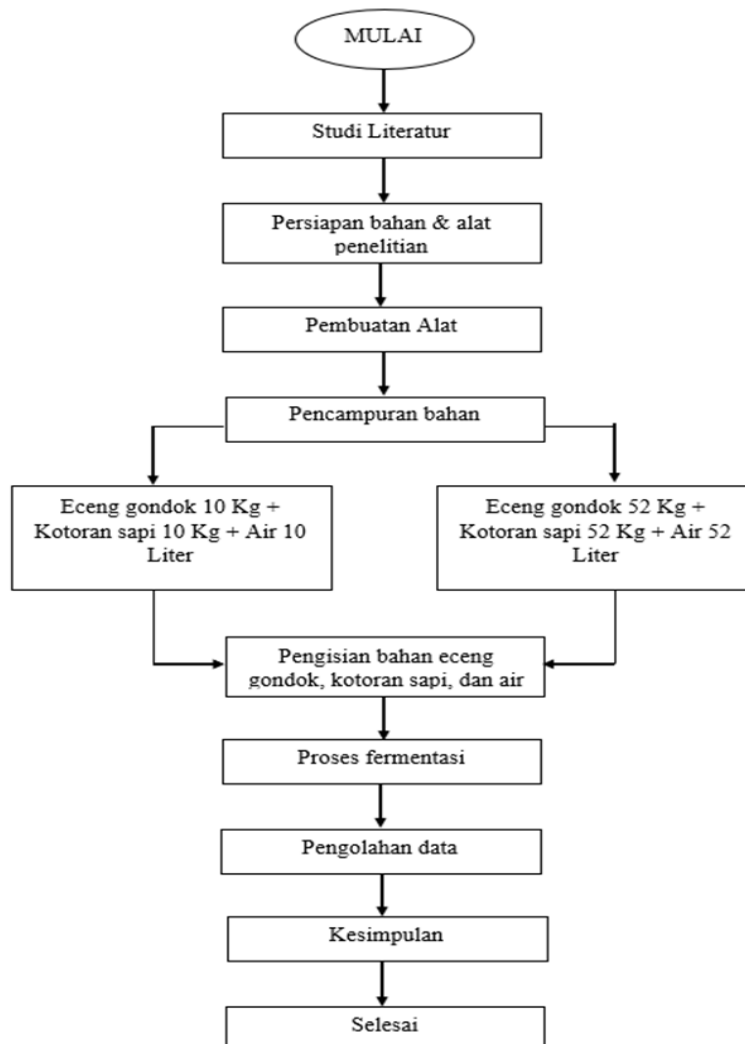 MULAI
Studi Literatur
Persiapan bahan & alat
penelitian
Pembuatan Alat
Pencampuran bahan
Eceng gondok 10 Kg +
Kotoran sapi 10 Kg + Air 10
Liter
Eceng gondok 52 Kg +
Kotoran sapi 52 Kg + Air 52
Liter
Pengisian bahan eceng
gondok, kotoran sapi, dan air
Proses fermentasi
Pengolahan data
Kesimpulan
Selesai